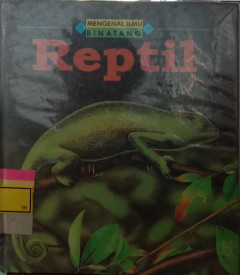 MENGENAL ILMU
BINATANG
Reptil